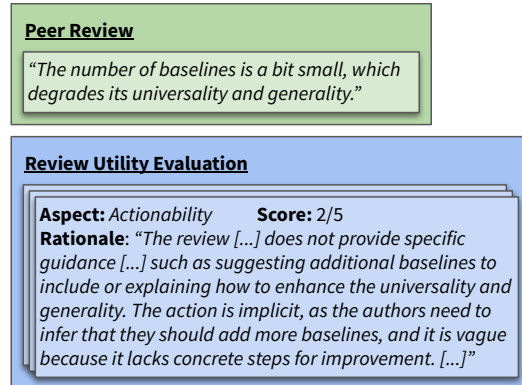 Peer Review
“The number of baselines is a bit small, which
degrades its universality and generality.”
Review Utility Evaluation
Aspect: Actionability Score: 2/5
Rationale: “The review [...] does not provide specific
guidance [...] such as suggesting additional baselines to
include or explaining how to enhance the universality and
generality. The action is implicit, as the authors need to
infer that they should add more baselines, and it is vague
because it lacks concrete steps for improvement. [...]”